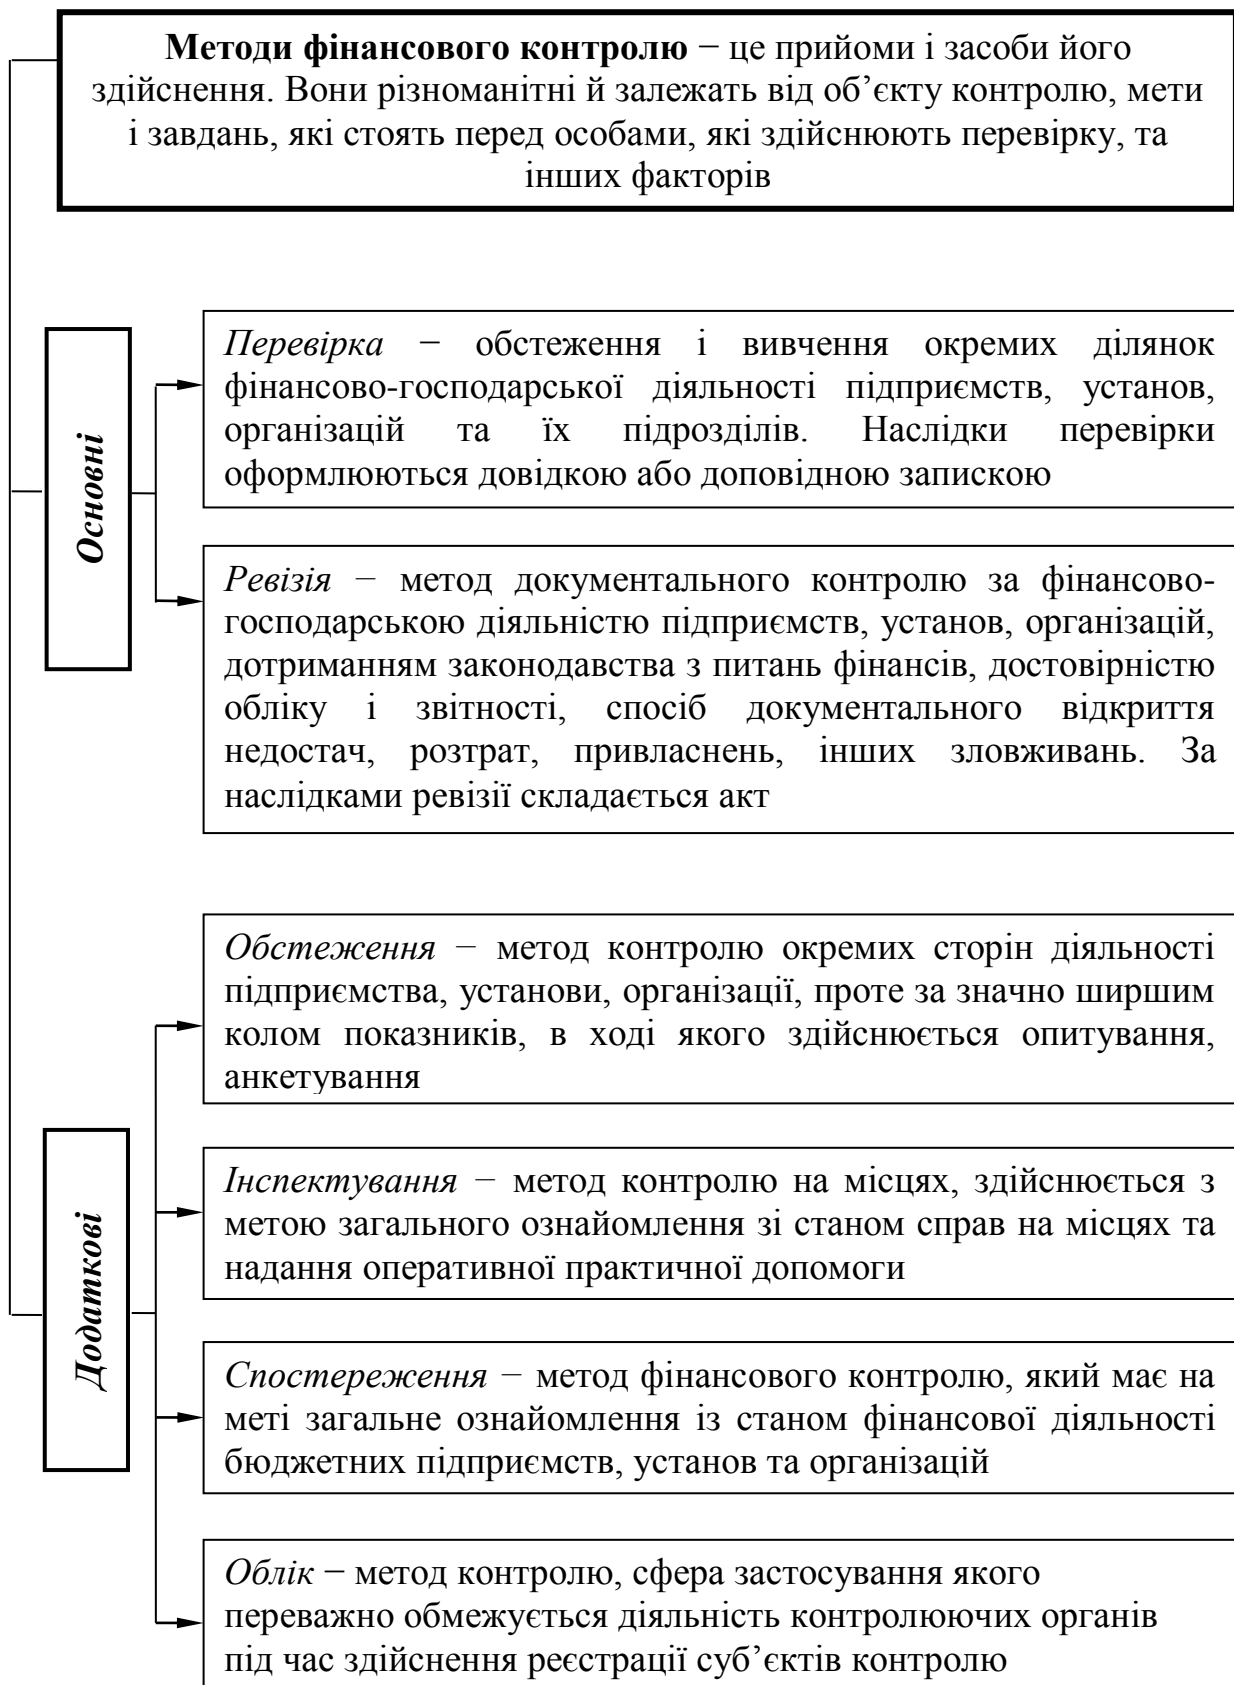 Методи фінансового контролю − це прийоми і засоби його
здійснення. Вони різноманітні й залежать від об’єкту контролю, мети
і завдань, які стоять перед особами, які здійснюють перевірку, та
інших факторів
Основні
Перевірка − обстеження і вивчення окремих ділянок
фінансово-господарської діяльності підприємств, установ,
організацій та їх підрозділів. Наслідки перевірки
оформлюються довідкою або доповідною запискою
Ревізія − метод документального контролю за фінансово-
господарською діяльністю підприємств, установ, організацій,
дотриманням законодавства з питань фінансів, достовірністю
обліку і звітності, спосіб документального відкриття
недостач, розтрат, привласнень, інших зловживань. За
наслідками ревізії складається акт
Додаткові
Обстеження − метод контролю окремих сторін діяльності
підприємства, установи, організації, проте за значно ширшим
колом показників, в ході якого здійснюється опитування,
анкетування
Інспектування − метод контролю на місцях, здійснюється з
метою загального ознайомлення зі станом справ на місцях та
надання оперативної практичної допомоги
Спостереження − метод фінансового контролю, який має на
меті загальне ознайомлення із станом фінансової діяльності
бюджетних підприємств, установ та організацій
Облік − метод контролю, сфера застосування якого
переважно обмежується діяльність контролюючих органів
під час здійснення реєстрації суб’єктів контролю